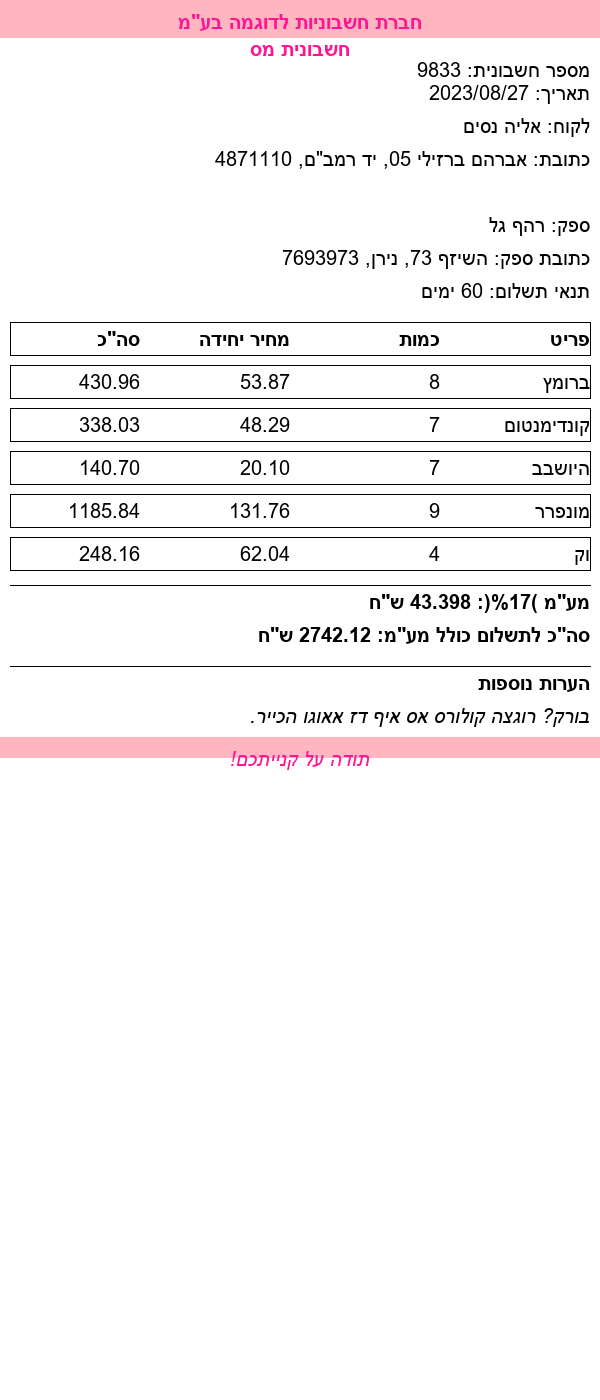 חברת חשבוניות לדוגמה בע"מ
חשבונית מס
מספר חשבונית: 9833
תאריך: 2023/08/27
לקוח: אליה נסים
כתובת: אברהם ברזילי 05, יד רמב"ם, 4871110
ספק: רהף גל
כתובת ספק: השיזף 73, נירן, 7693973
תנאי תשלום: 60 ימים
פריט כמות מחיר יחידה סה"כ
ברומץ 8 53.87 430.96
קונדימנטום 7 48.29 338.03
היושבב 7 20.10 140.70
מונפרר 9 131.76 1185.84
וק 4 62.04 248.16
מע"מ )17%(: 43.398 ש"ח
סה"כ לתשלום כולל מע"מ: 2742.12 ש"ח
הערות נוספות
בורק? רוגצה קולורס אס איף דז אאוגו הכייר.
תודה על קנייתכם!